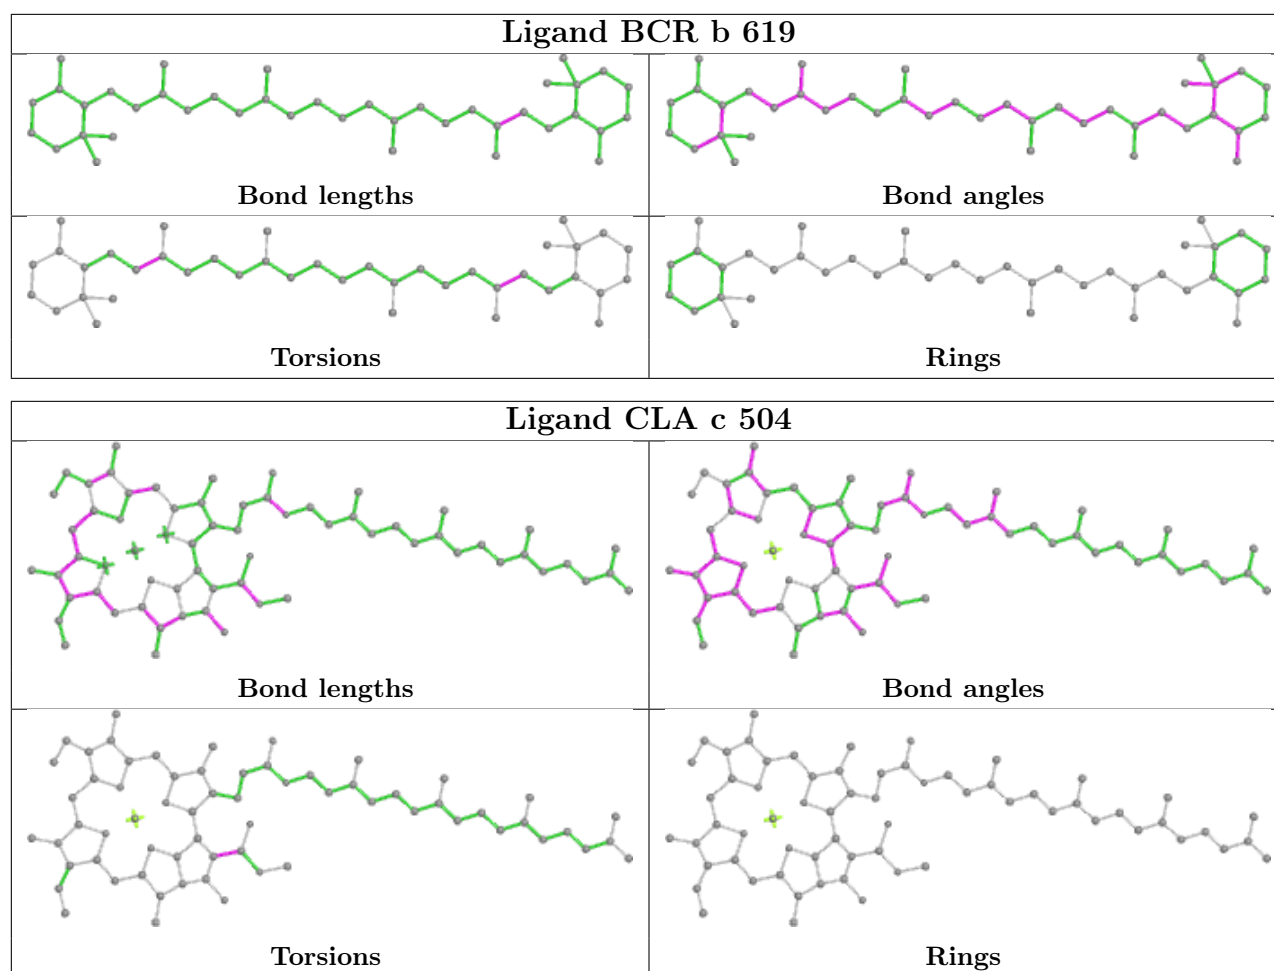 Ligand BCR b 619
Bond lengths
Bond angles
Torsions
Rings
Ligand CLA c 504
Bond lengths
Bond angles
Torsions
Rings